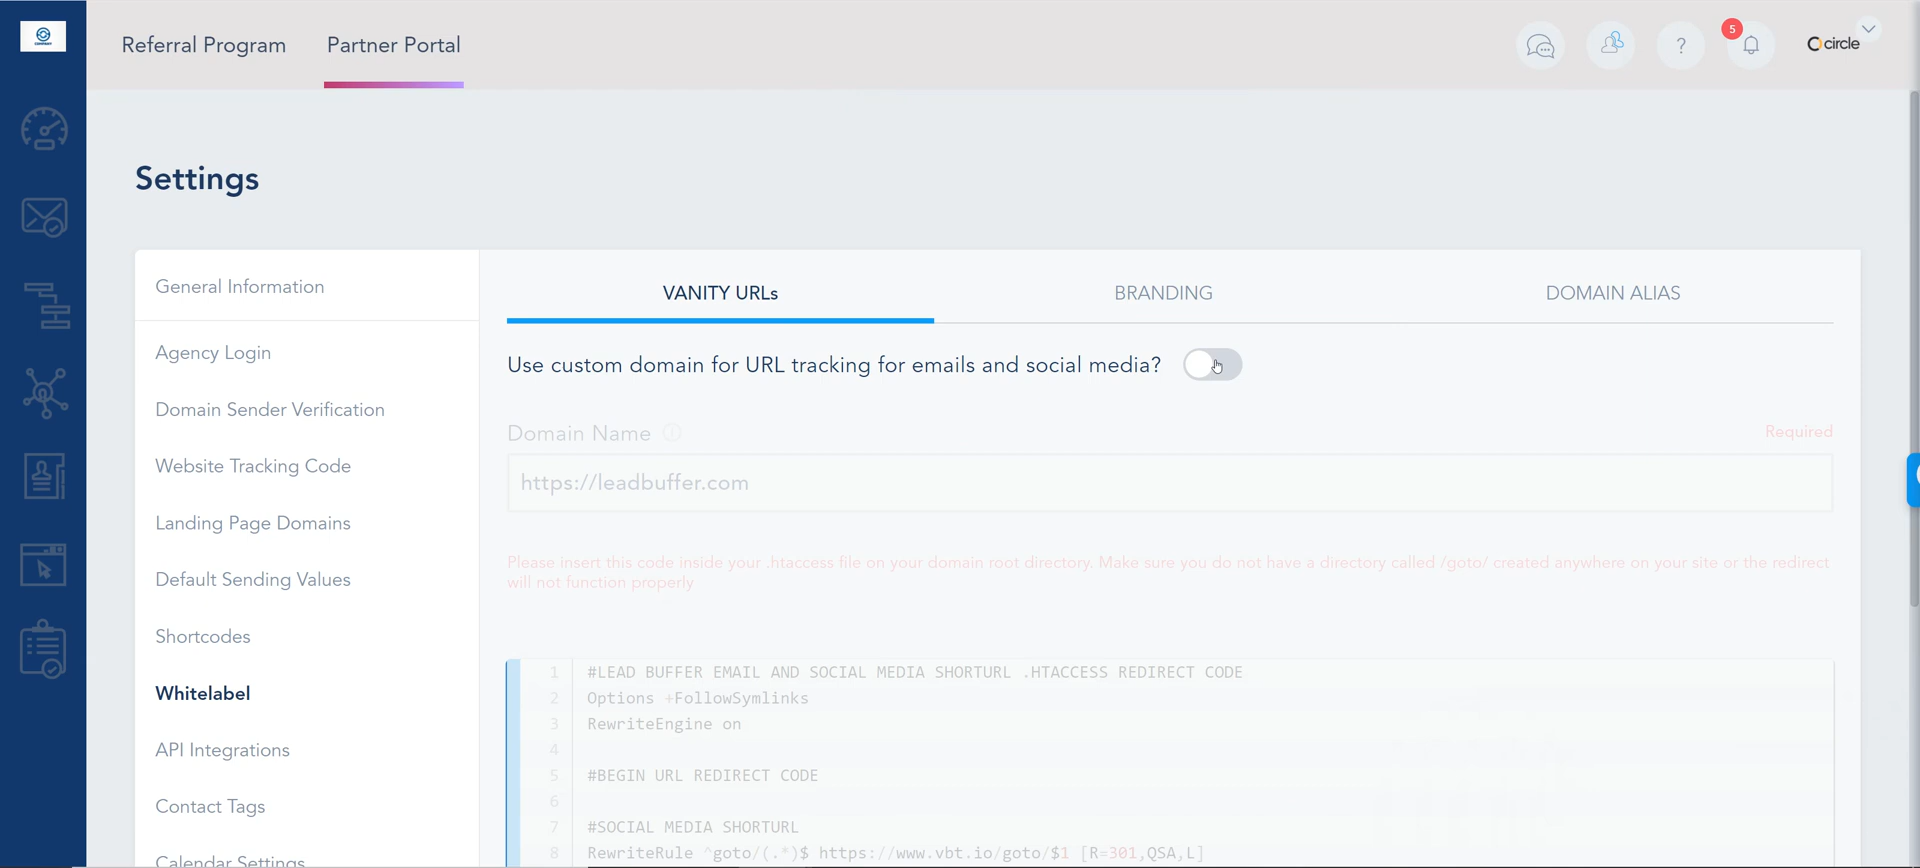 Referral Program
Partner Portal
?
5
circle
Settings
General Information
Agency Login
Domain Sender Verification
Website Tracking Code
Landing Page Domains
Default Sending Values
Shortcodes
Whitelabel
API Integrations
Contact Tags
Calendar Settings
VANITY URLs
BRANDING
DOMAIN ALIAS
Use custom domain for URL tracking for emails and social media?
Domain Name
Required
https://leadbuffer.com
Please insert this code inside your .htaccess file on your domain root directory. Make sure you do not have a directory called /goto/ created anywhere on your site or the redirect
will not function properly
1 #LEAD BUFFER EMAIL AND SOCIAL MEDIA SHORTURL .HTACCESS REDIRECT CODE
2 Options +FollowSymlinks
3 RewriteEngine on
4
5 #BEGIN URL REDIRECT CODE
6
7 #SOCIAL MEDIA SHORTURL
8 RewriteRule ^goto/(.*)$ https://www.vbt.io/goto/$1 [R=301,QSA,L]